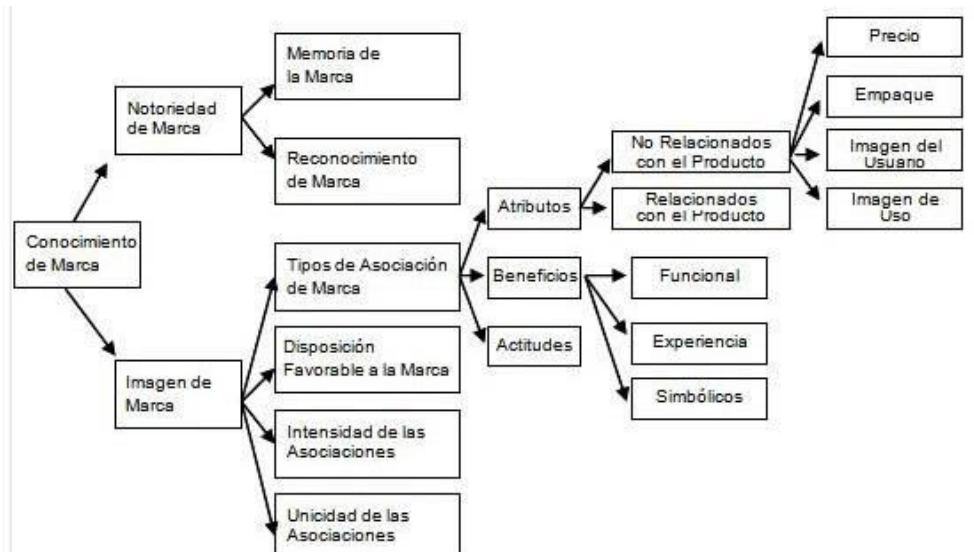 Memoria de
la Marca
Notoriedad
de Marca
Reconocimiento
de Marca
Conocimiento
de Marca
Imagen de
Marca
Tipos de Asociación
de Marca
Disposición
Favorable a la Marca
Intensidad de las
Asociaciones
Unicidad de las
Asociaciones
Atributos
Beneficios
Actitudes
No Relacionados
con el Producto
Relacionados
con el Producto
Funcional
Experiencia
Simbólicos
Precio
Empaque
Imagen del
Usuario
Imagen de
Uso